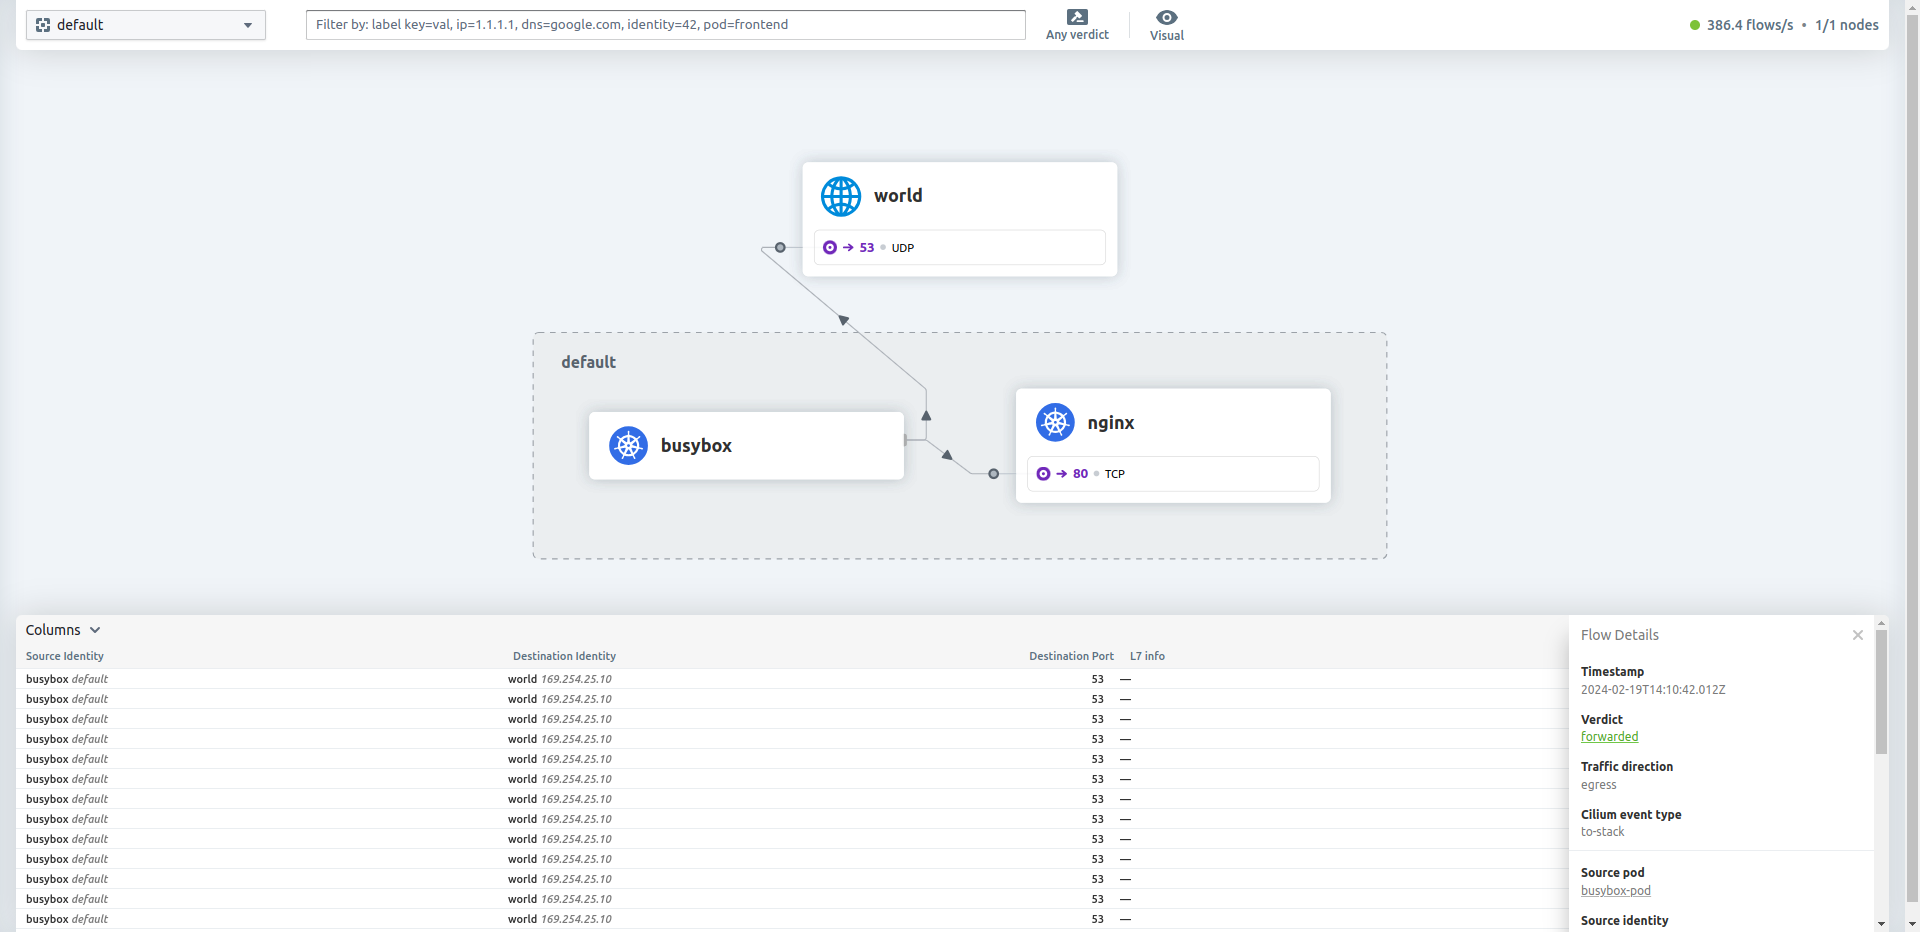 default
Filter by: label key=val, ip=1.1.1.1, dns=google.com, identity=42, pod=frontend
Any verdict
Visual
386.4 flows/s • 1/1 nodes
world
53 UDP
default
busybox
nginx
80 TCP
Columns
Source Identity Destination Identity Destination Port L7 info
busybox default world 169.254.25.10 53 —
busybox default world 169.254.25.10 53 —
busybox default world 169.254.25.10 53 —
busybox default world 169.254.25.10 53 —
busybox default world 169.254.25.10 53 —
busybox default world 169.254.25.10 53 —
busybox default world 169.254.25.10 53 —
busybox default world 169.254.25.10 53 —
busybox default world 169.254.25.10 53 —
busybox default world 169.254.25.10 53 —
busybox default world 169.254.25.10 53 —
busybox default world 169.254.25.10 53 —
busybox default world 169.254.25.10 53 —
Flow Details
Timestamp
2024-02-19T14:10:42.012Z
Verdict
forwarded
Traffic direction
egress
Cilium event type
to-stack
Source pod
busybox-pod
Source identity